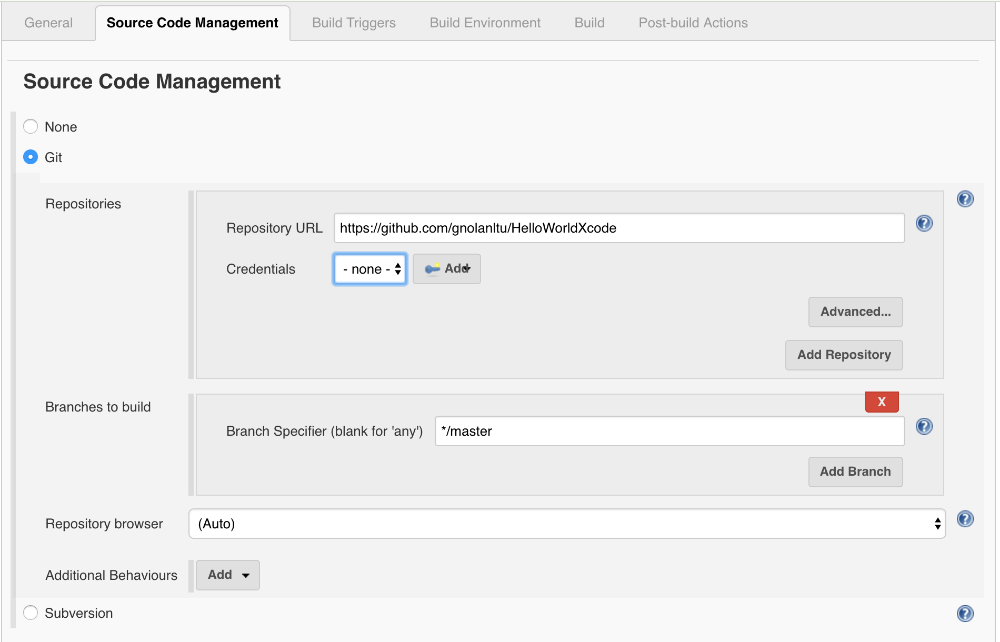 General Source Code Management Build Triggers Build Environment Build Post-build Actions
Source Code Management
None
Git
Repositories
Repository URL https://github.com/gnolanltu/HelloWorldXcode
Credentials - none - Add
Advanced...
Add Repository
Branches to build
X
Branch Specifier (blank for 'any') */master
Add Branch
Repository browser (Auto)
Additional Behaviours Add
Subversion